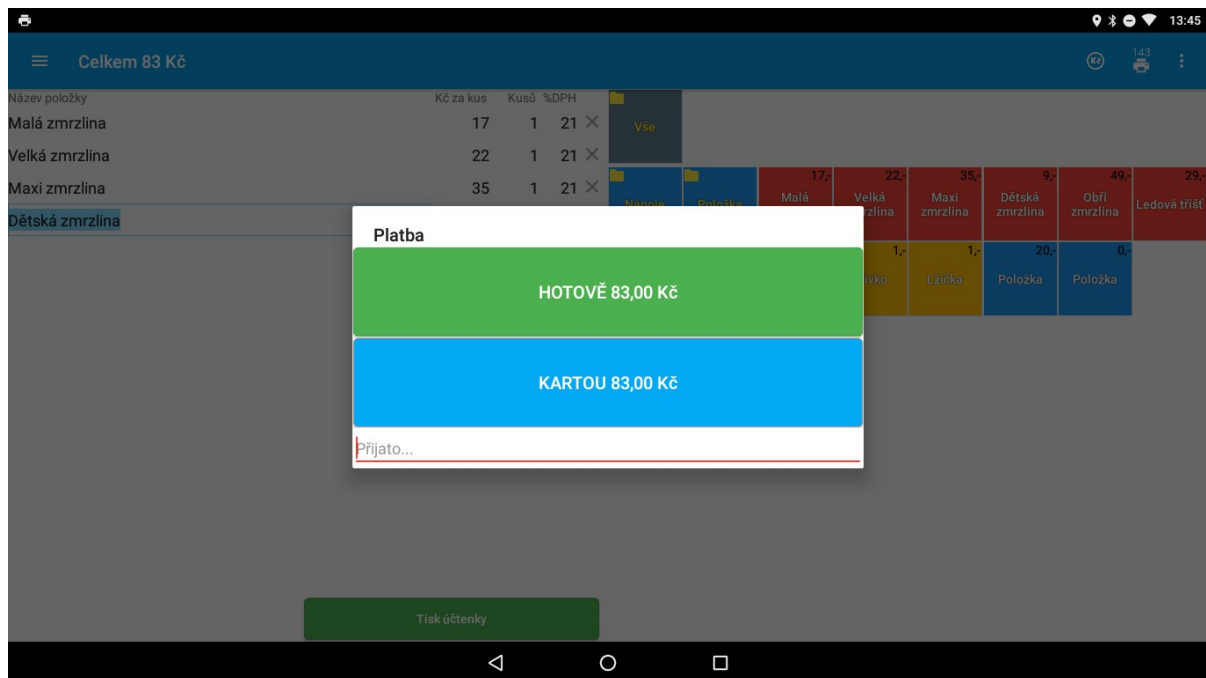 13:45
Celkem 83 Kč
Kč
143
Název položky Kč za kus Kusů %DPH
Malá zmrzlina 17 1 21
Velká zmrzlina 22 1 21
Maxi zmrzlina 35 1 21
Dětská zmrzlina
Vše
Nápoje
Položka
17,-
Malá
22,-
Velká
35,-
Maxi
zmrzlina
9,-
Dětská
zmrzlina
49,-
Obří
zmrzlina
29,-
Ledová tříšť
1,-
1,-
Lžička
20,-
Položka
0,-
Položka
Platba
HOTOVĚ 83,00 Kč
KARTOU 83,00 Kč
Přijato...
Tisk účtenky